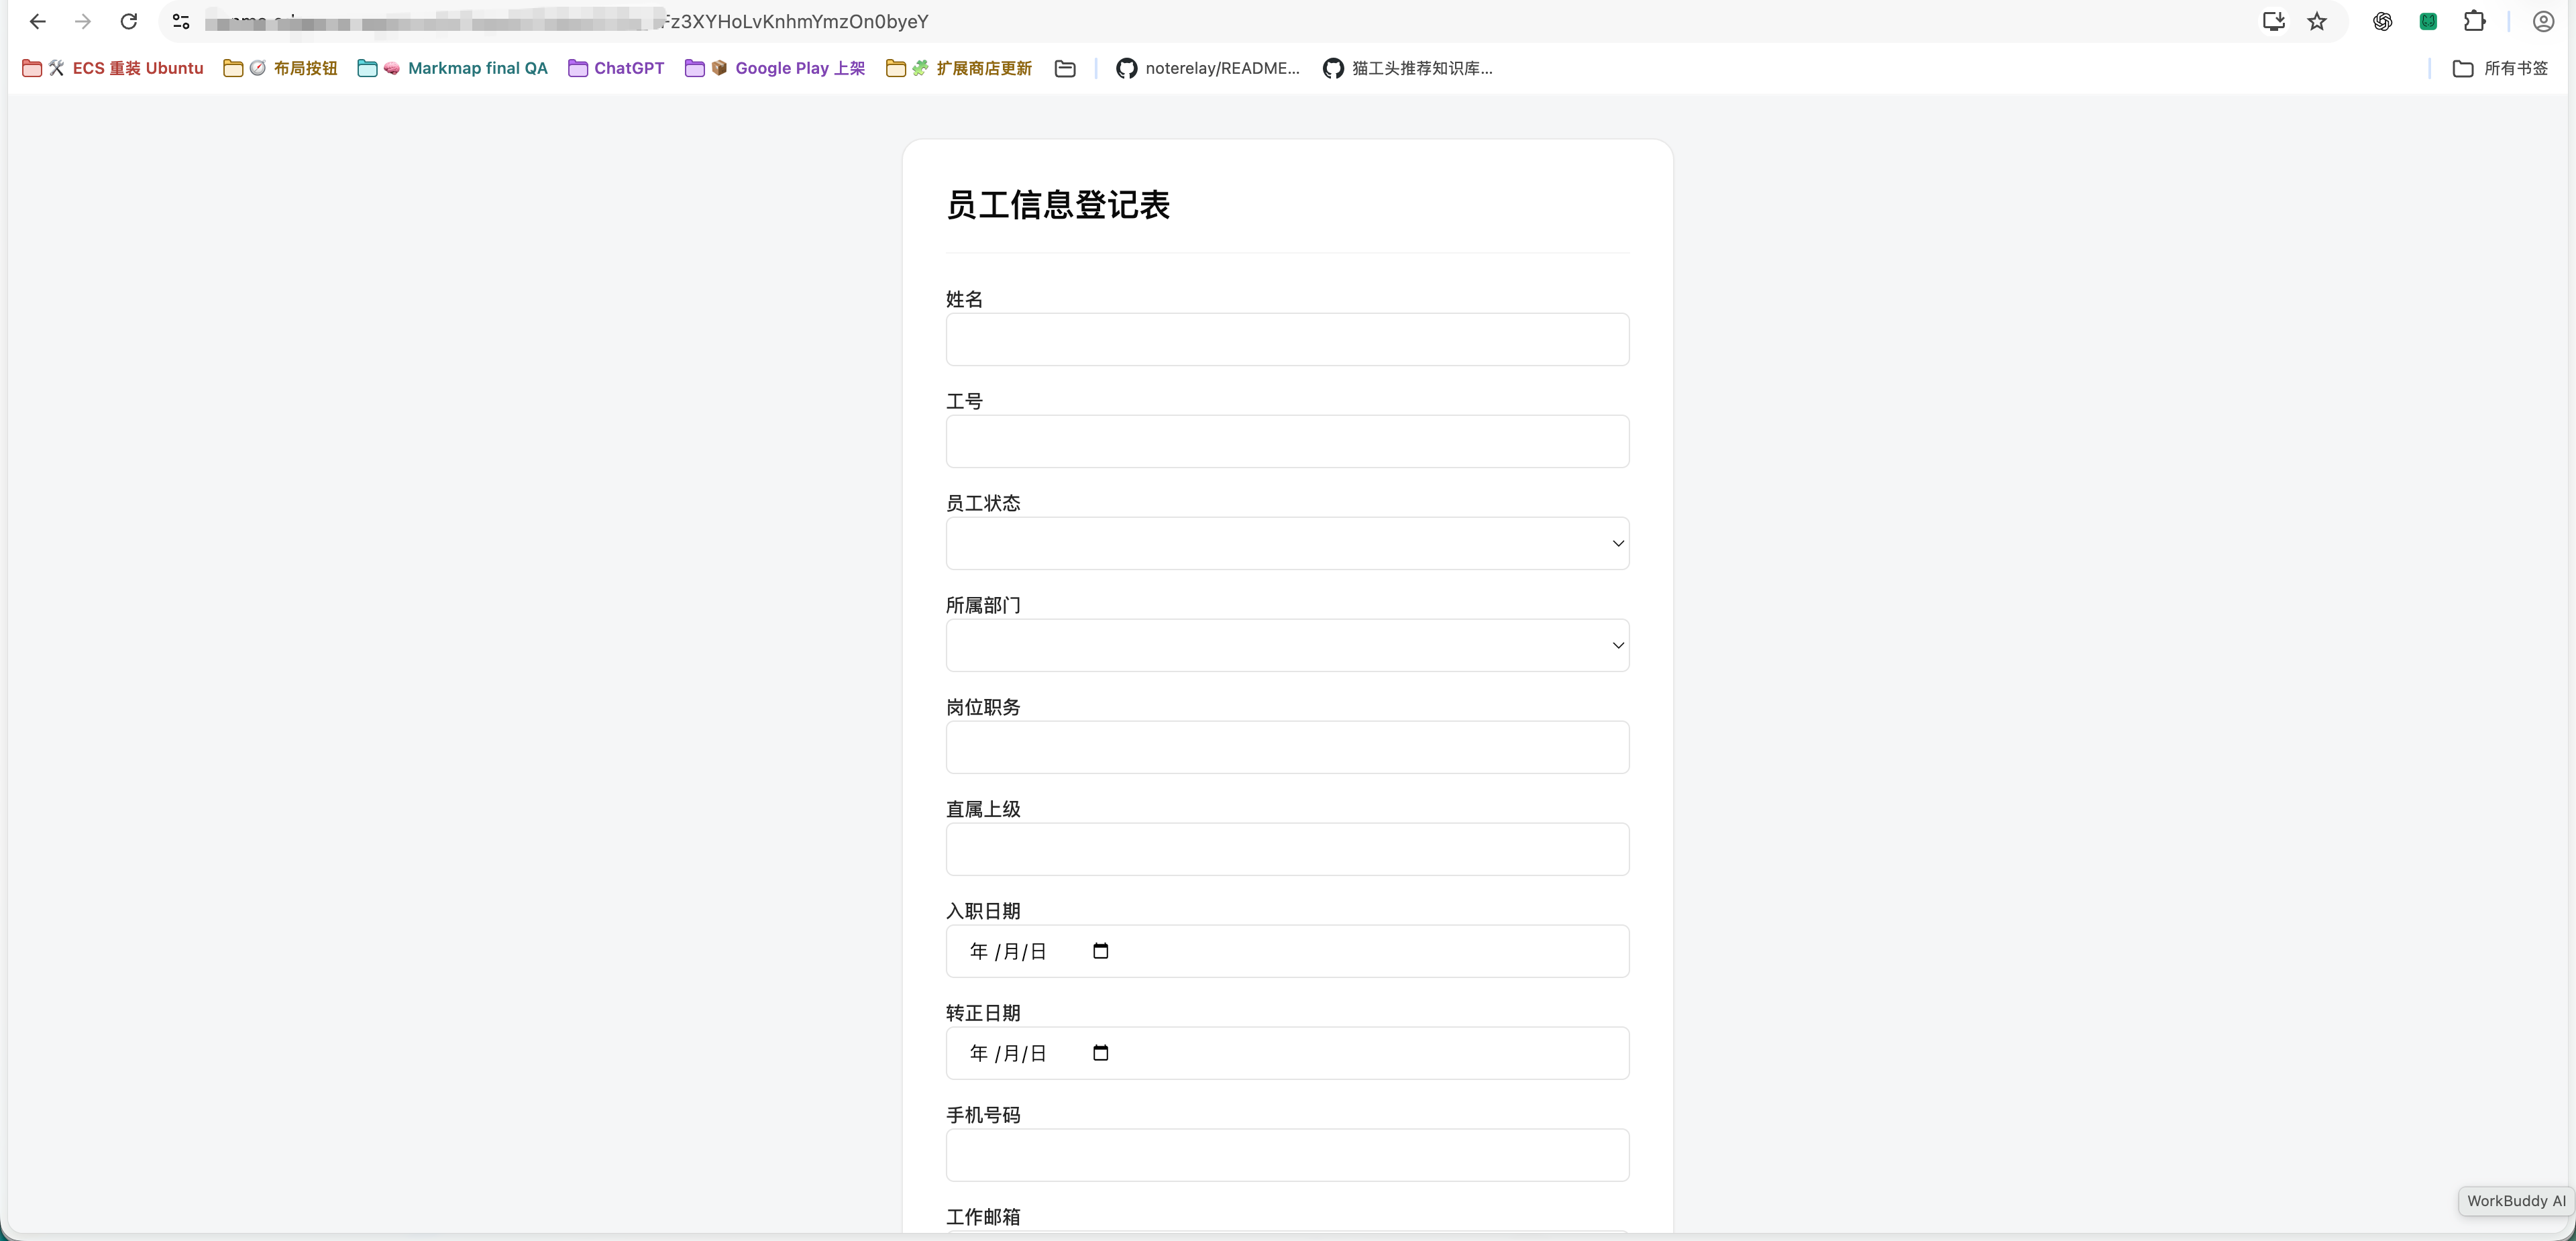 Fz3XYHoLvKnhmYmzOn0byeY
ECS 重装 Ubuntu 布局按钮 Markmap final QA ChatGPT Google Play 上架 扩展商店更新 noterelay/README... 猫工头推荐知识库... 所有书签
员工信息登记表
姓名
工号
员工状态
所属部门
岗位职务
直属上级
入职日期
年 /月/日
转正日期
年 /月/日
手机号码
工作邮箱
WorkBuddy AI